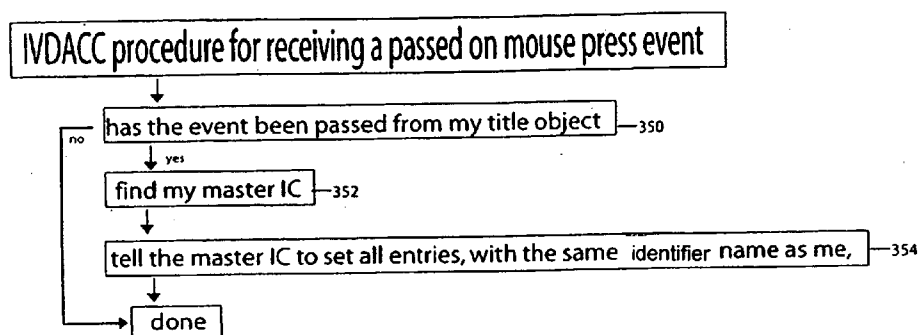 IVDACC procedure for receiving a passed on mouse press event
has the event been passed from my title object 350
no
yes
find my master IC 352
tell the master IC to set all entries, with the same identifier name as me, 354
done